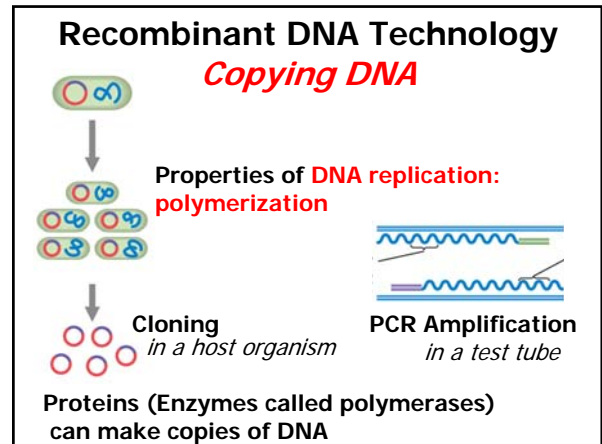 Recombinant DNA Technology
Copying DNA
Properties of DNA replication:
polymerization
Cloning
in a host organism
PCR Amplification
in a test tube
Proteins (Enzymes called polymerases)
can make copies of DNA